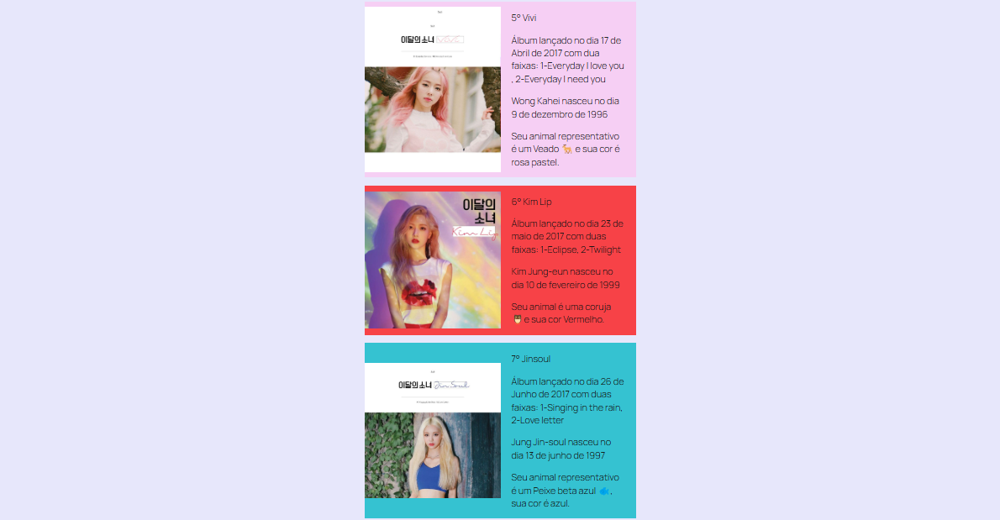 이달의 소녀 ViVi
5° Vivi
Álbum lançado no dia 17 de
Abril de 2017 com dua
faixas: 1-Everyday I love you
, 2-Everyday I need you
Wong Kahei nasceu no dia
9 de dezembro de 1996
Seu animal representativo
é um Veado 🦌 e sua cor é
rosa pastel.
이달의
소녀
Kim Lip
6° Kim Lip
Álbum lançado no dia 23 de
maio de 2017 com duas
faixas: 1-Eclipse, 2-Twilight
Kim Jung-eun nasceu no
dia 10 de fevereiro de 1999
Seu animal é uma coruja
🦉 e sua cor Vermelho.
이달의 소녀 Jin Soul
7° Jinsoul
Álbum lançado no dia 26 de
Junho de 2017 com duas
faixas: 1-Singing in the rain,
2-Love letter
Jung Jin-soul nasceu no
dia 13 de junho de 1997
Seu animal representativo
é um Peixe beta azul 🐟,
sua cor é azul.